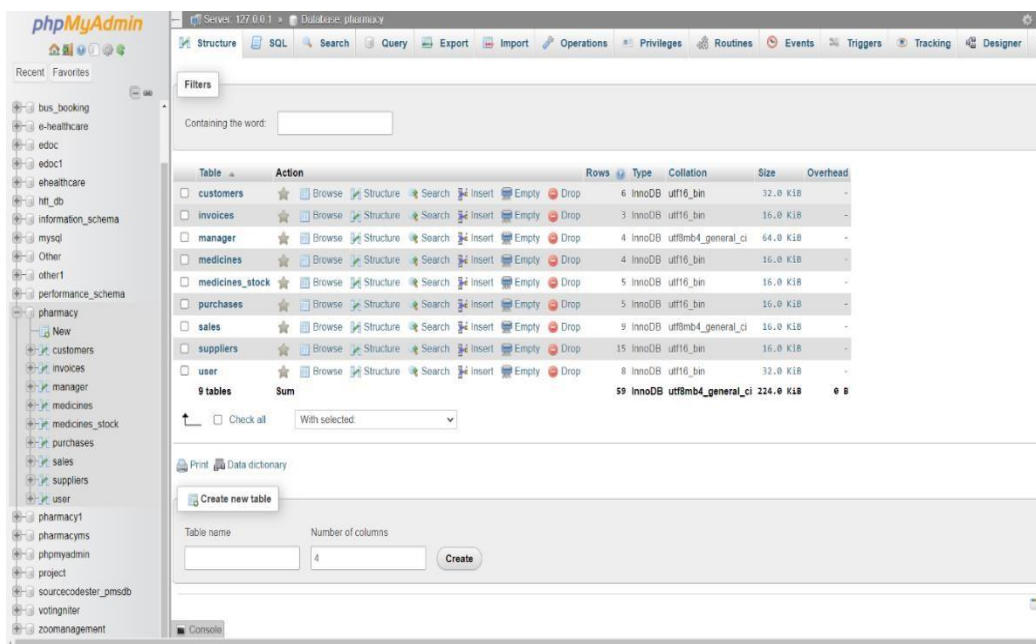 phpMyAdmin
Recent Favorites
bus_booking
e-healthcare
edoc
edoc1
ehealthcare
htt_db
information_schema
mysql
Other
other1
performance_schema
pharmacy
New
customers
invoices
manager
medicines
medicines_stock
purchases
sales
suppliers
user
pharmacy1
pharmacyms
phpmyadmin
project
sourcecodester_pmsdb
votingniter
zoomanagement
Server: 127.0.0.1 » Database: pharmacy
Structure SQL Search Query Export Import Operations Privileges Routines Events Triggers Tracking Designer
Filters
Containing the word:
Table Action Rows Type Collation Size Overhead
customers Browse Structure Search Insert Empty Drop 6 InnoDB utf16_bin 32.0 KiB -
invoices Browse Structure Search Insert Empty Drop 3 InnoDB utf16_bin 16.0 KiB -
manager Browse Structure Search Insert Empty Drop 4 InnoDB utf8mb4_general_ci 64.0 KiB -
medicines Browse Structure Search Insert Empty Drop 4 InnoDB utf16_bin 16.0 KiB -
medicines_stock Browse Structure Search Insert Empty Drop 5 InnoDB utf16_bin 16.0 KiB -
purchases Browse Structure Search Insert Empty Drop 5 InnoDB utf16_bin 16.0 KiB -
sales Browse Structure Search Insert Empty Drop 9 InnoDB utf8mb4_general_ci 16.0 KiB -
suppliers Browse Structure Search Insert Empty Drop 15 InnoDB utf16_bin 16.0 KiB -
user Browse Structure Search Insert Empty Drop 8 InnoDB utf16_bin 32.0 KiB -
9 tables Sum 59 InnoDB utf8mb4_general_ci 224.0 KiB 0 B
Check all With selected:
Print Data dictionary
Create new table
Table name Number of columns
4 Create
Console